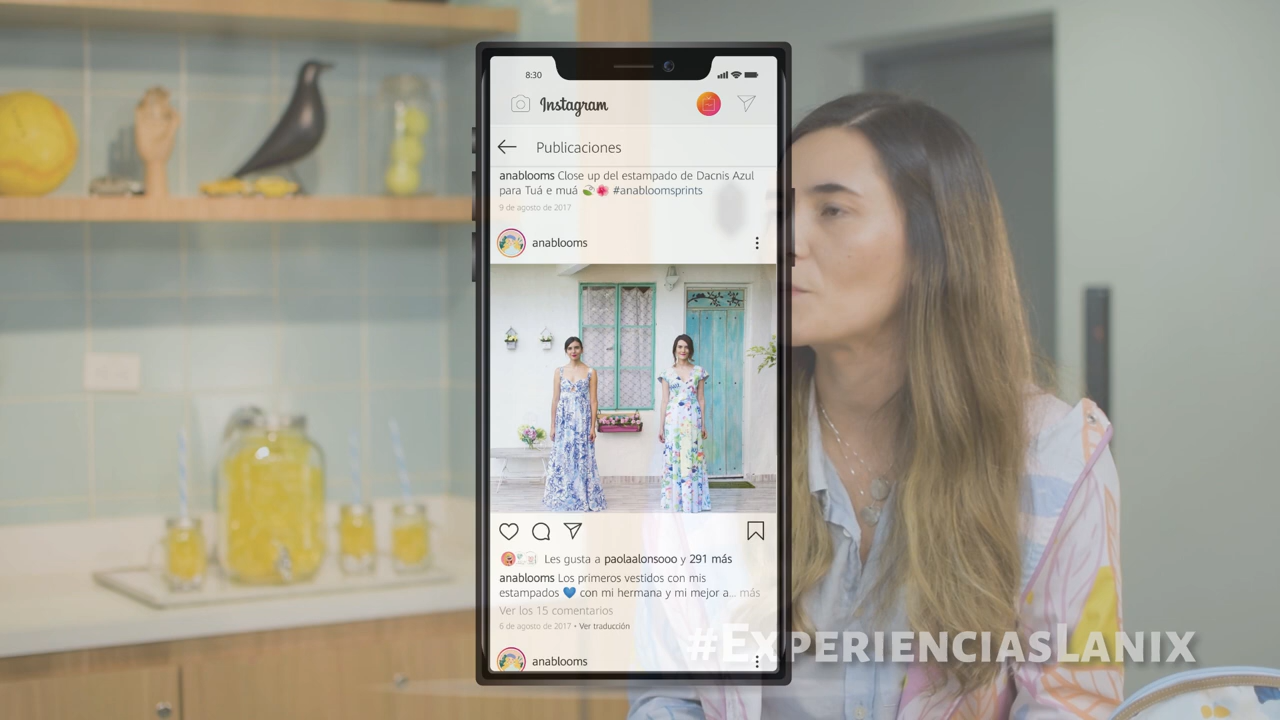 8:30
Instagram
Publicaciones
anablooms Close up del estampado de Dacnis Azul
para Tuá e muá #anabloomsprints
9 de agosto de 2017
anablooms
Les gusta a paolaalonsooo y 291 más
anablooms Los primeros vestidos con mis
estampados 💙 con mi hermana y mi mejor a... más
Ver los 15 comentarios
6 de agosto de 2017 • Ver traducción
anablooms
#ExperienciasLanix